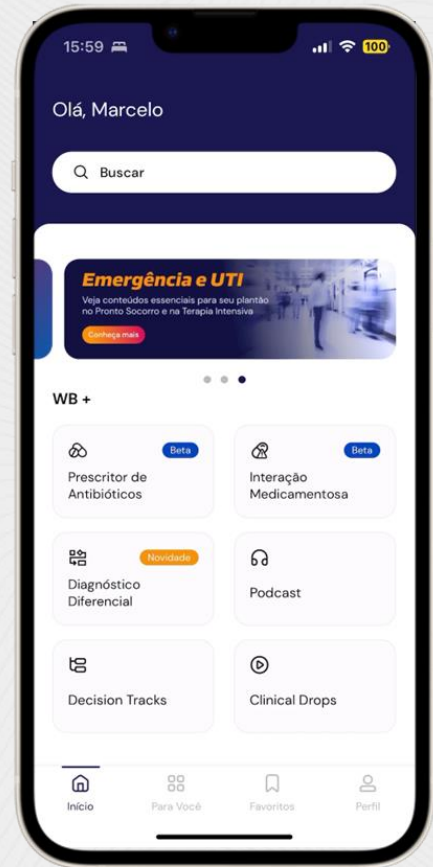 15:59
100
Olá, Marcelo
Buscar
Emergência e UTI
Veja conteúdos essenciais para seu plantão
no Pronto Socorro e na Terapia Intensiva
Conheça mais
WB +
Beta
Prescritor de
Antibióticos
Beta
Interação
Medicamentosa
Novidade
Diagnóstico
Diferencial
Podcast
Decision Tracks
Clinical Drops
Início
Para Você
Favoritos
Perfil